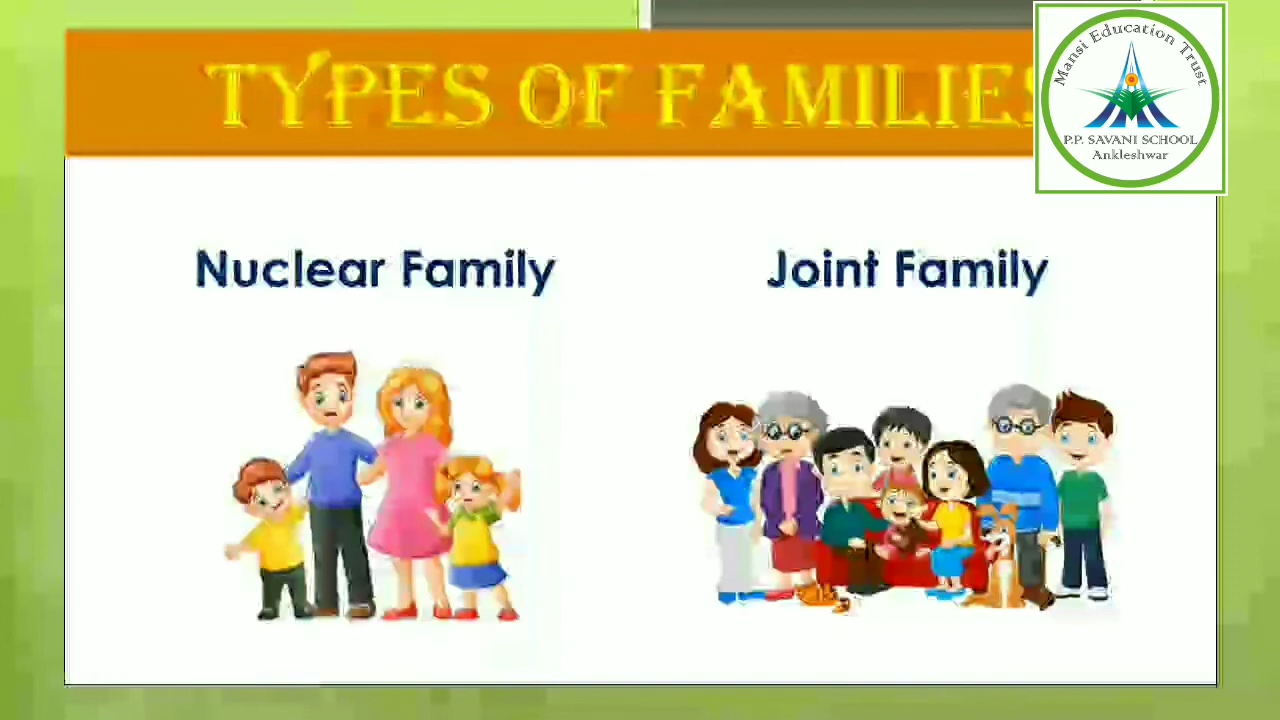 TYPES OF FAMILIES
Mansi Education Trust
P.P. SAVANI SCHOOL
Ankleshwar
Nuclear Family
Joint Family